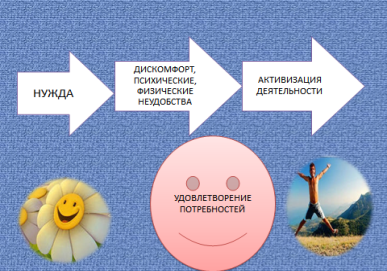 НУЖДА
ДИСКОМФОРТ,
ПСИХИЧЕСКИЕ,
ФИЗИЧЕСКИЕ
НЕУДОБСТВА
АКТИВИЗАЦИЯ
ДЕЯТЕЛЬНОСТИ
УДОВЛЕТВОРЕНИЕ
ПОТРЕБНОСТЕЙ